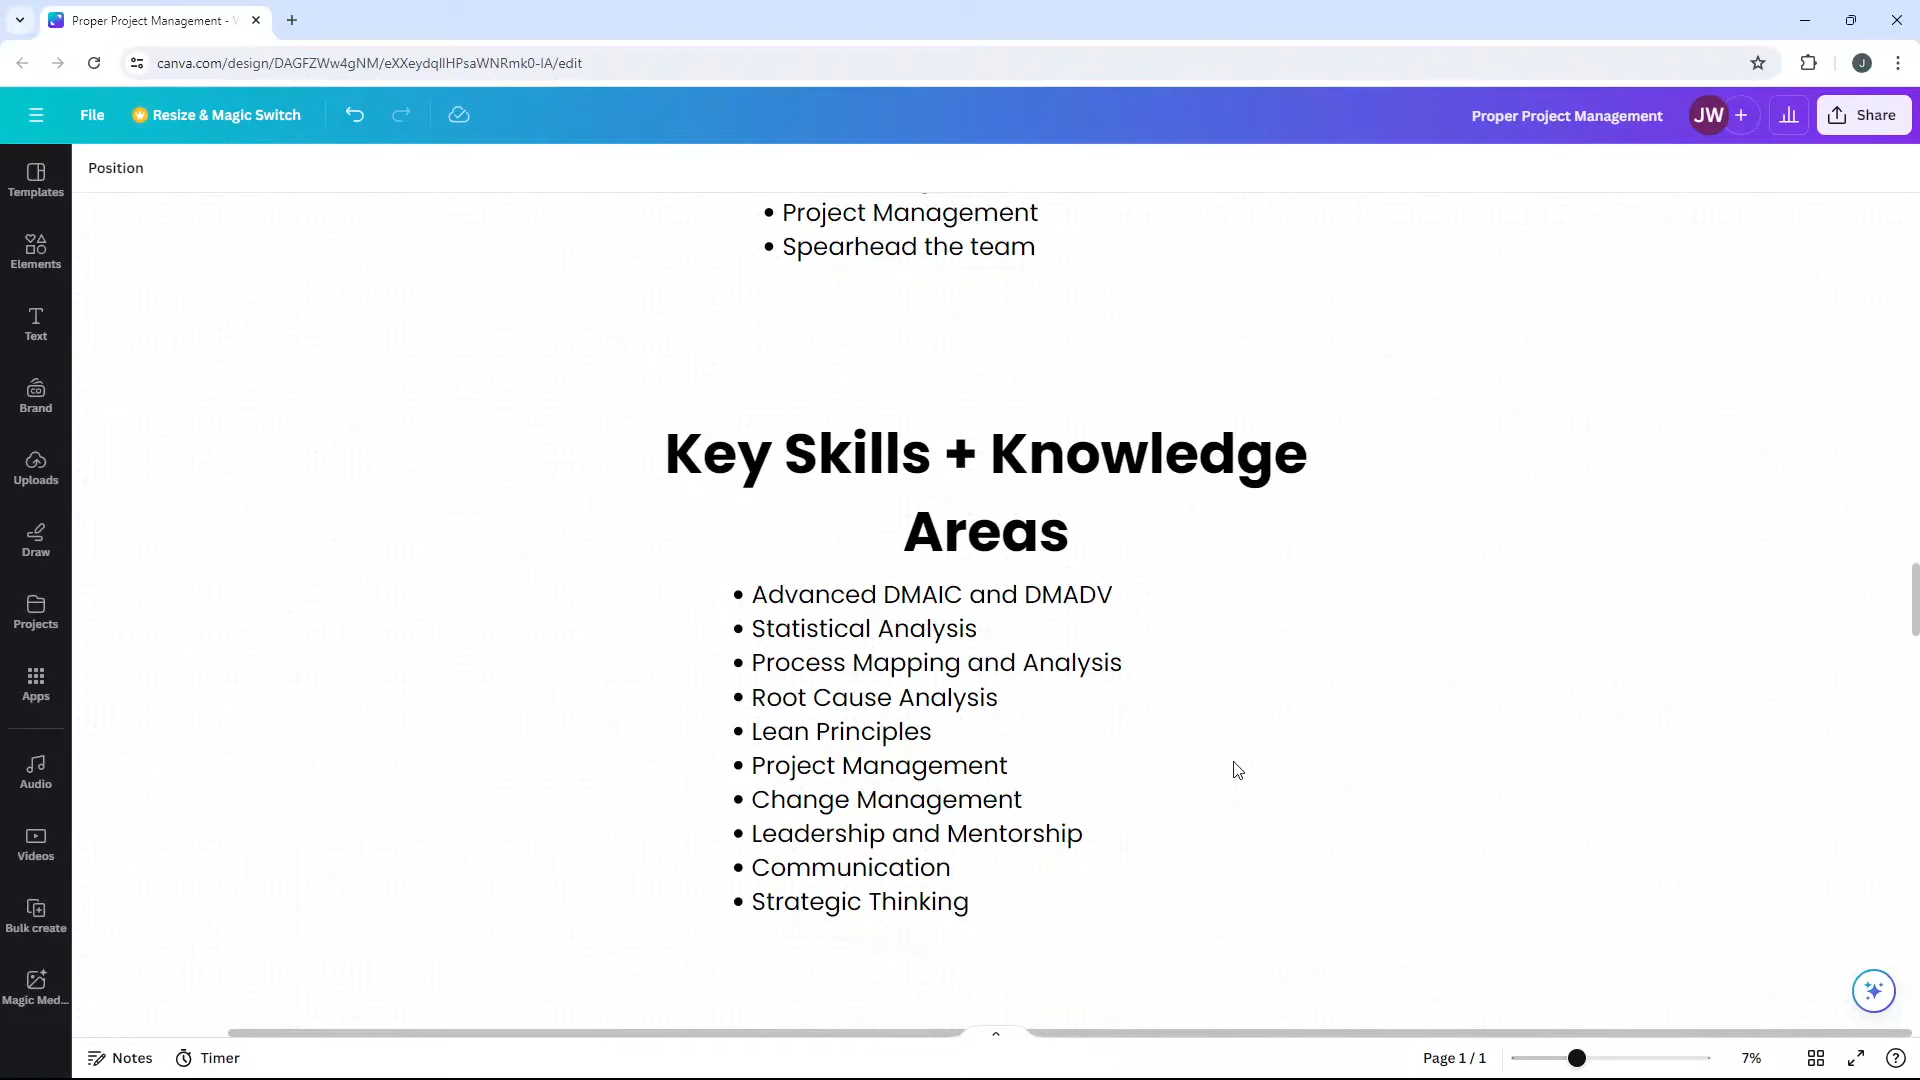 Proper Project Management -
canva.com/design/DAGFZWw4gNM/eXXeydqIlHPsaWNRmk0-IA/edit
J
File
Resize & Magic Switch
Proper Project Management
JW
+
Share
Position
Templates
Elements
Text
Brand
Uploads
Draw
Projects
Apps
Audio
Videos
Bulk create
Magic Med...
• Project Management
• Spearhead the team
Key Skills + Knowledge
Areas
• Advanced DMAIC and DMADV
• Statistical Analysis
• Process Mapping and Analysis
• Root Cause Analysis
• Lean Principles
• Project Management
• Change Management
• Leadership and Mentorship
• Communication
• Strategic Thinking
Notes
Timer
Page 1 / 1
7%